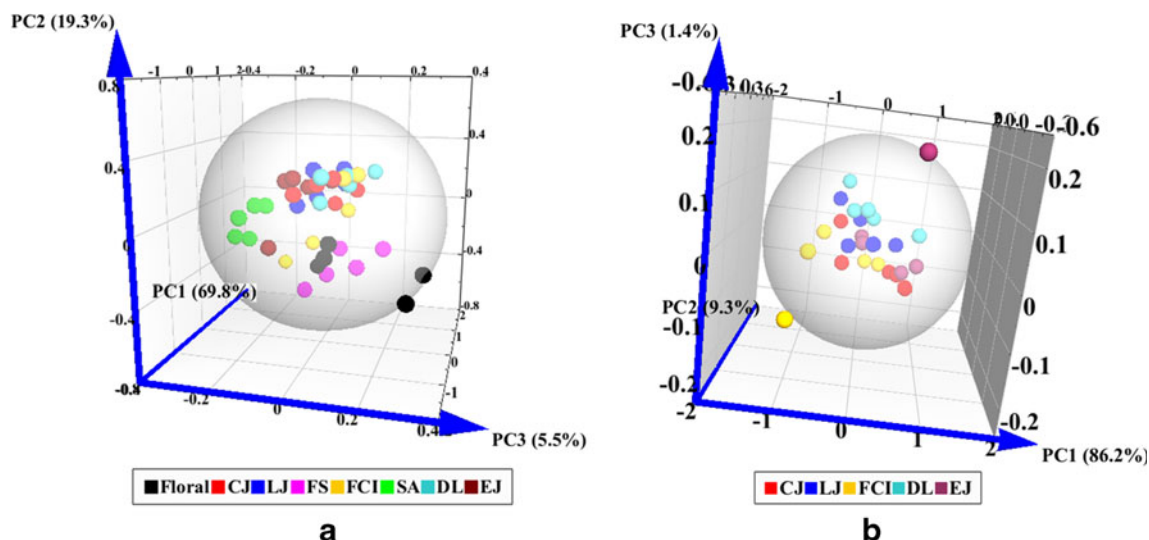 PC2 (19.3%)
-1 0 1 2-0.4 -0.2 0 0.2 0.4
0.8
0.4
0
-0.4
-0.8
0.4
0
-0.4
-0.8
2
1
0
-1
PC1 (69.8%)
-0.2 0 0.2 0.4
PC3 (5.5%)
Floral CJ LJ FS FCI SA DL EJ
a
PC3 (1.4%)
-1 0 1
0.2
0.1
0
-0.1
-0.2
PC2 (9.3%)
-0.6
0.2
0.1
0
-0.1
-0.2
-2 -1 0 1 2
PC1 (86.2%)
CJ LJ FCI DL EJ
b